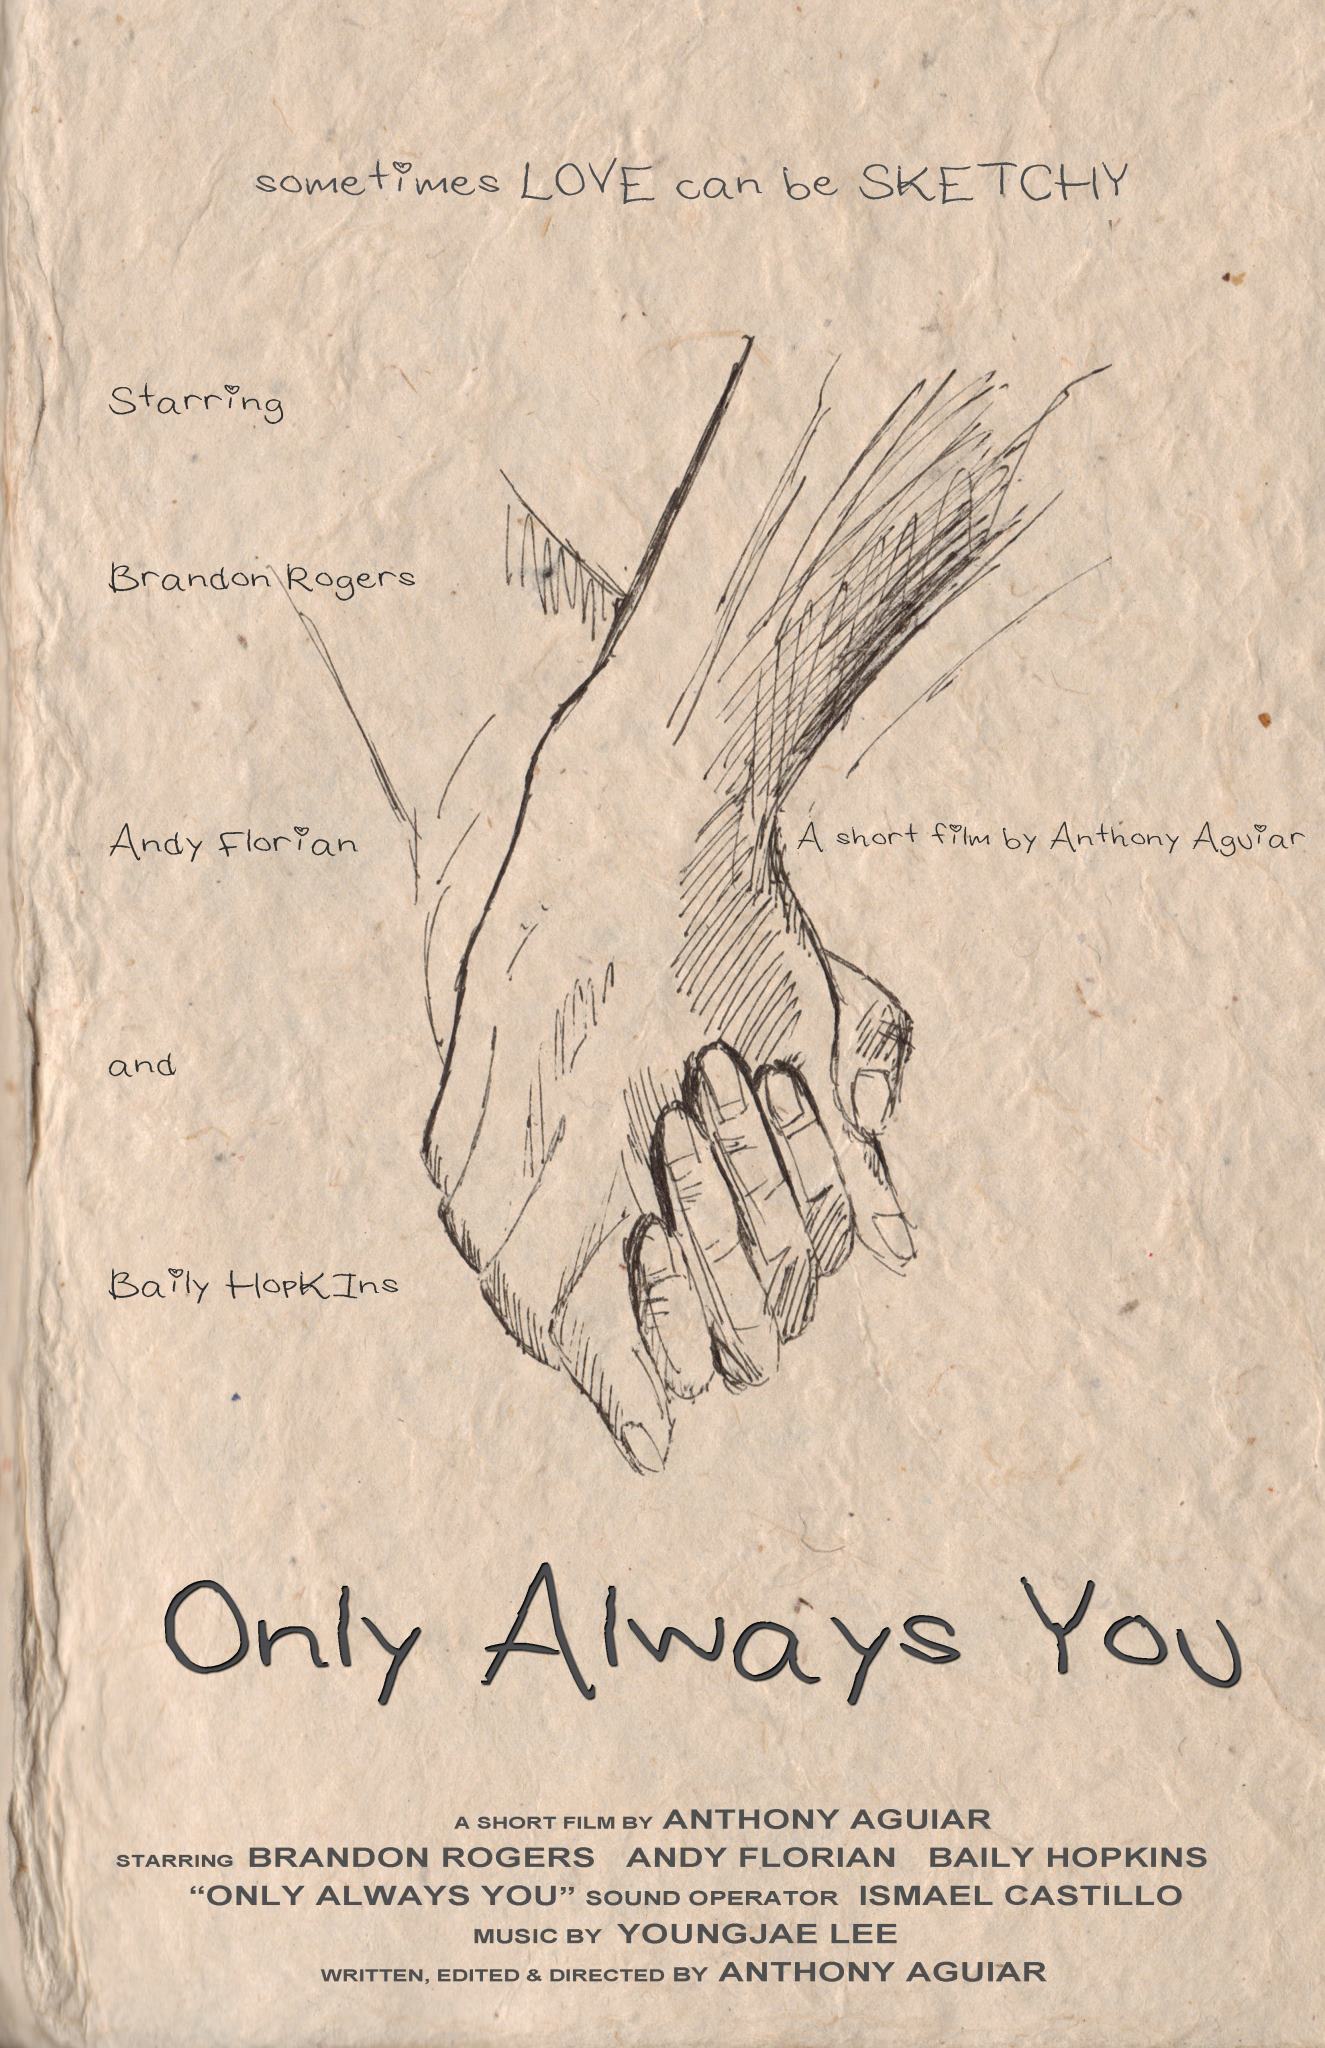 sometimes LOVE can be SKETCHY
Starring
Brandon Rogers
Andy Florian
A short film by Anthony Aguiar
and
Baily HopKIns
Only Always You
A SHORT FILM BY ANTHONY AGUIAR
STARRING BRANDON ROGERS ANDY FLORIAN BAILY HOPKINS
“ONLY ALWAYS YOU” SOUND OPERATOR ISMAEL CASTILLO
MUSIC BY YOUNGJAE LEE
WRITTEN, EDITED & DIRECTED BY ANTHONY AGUIAR